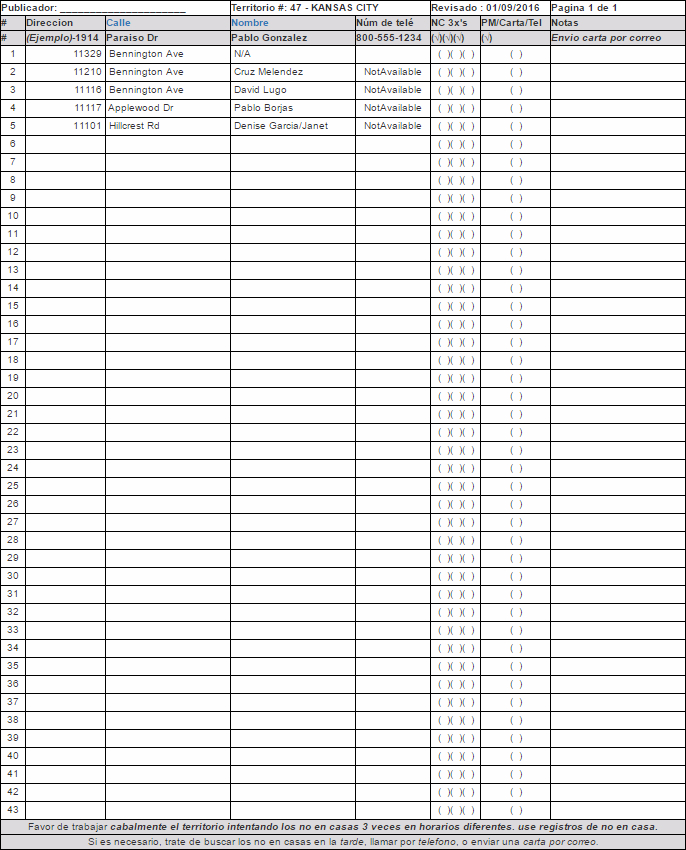 Publicador: ______________________ Territorio #: 47 - KANSAS CITY Revisado : 01/09/2016 Pagina 1 de 1
# Direccion Calle Nombre Núm de telé NC 3x's PM/Carta/Tel Notas
# (Ejemplo)-1914 Paraiso Dr Pablo Gonzalez 800-555-1234 (√)(√)(√) (√) Envio carta por correo
1 11329 Bennington Ave N/A ( )( )( ) ( )
2 11210 Bennington Ave Cruz Melendez NotAvailable ( )( )( ) ( )
3 11116 Bennington Ave David Lugo NotAvailable ( )( )( ) ( )
4 11117 Applewood Dr Pablo Borjas NotAvailable ( )( )( ) ( )
5 11101 Hillcrest Rd Denise Garcia/Janet NotAvailable ( )( )( ) ( )
6 ( )( )( ) ( )
7 ( )( )( ) ( )
8 ( )( )( ) ( )
9 ( )( )( ) ( )
10 ( )( )( ) ( )
11 ( )( )( ) ( )
12 ( )( )( ) ( )
13 ( )( )( ) ( )
14 ( )( )( ) ( )
15 ( )( )( ) ( )
16 ( )( )( ) ( )
17 ( )( )( ) ( )
18 ( )( )( ) ( )
19 ( )( )( ) ( )
20 ( )( )( ) ( )
21 ( )( )( ) ( )
22 ( )( )( ) ( )
23 ( )( )( ) ( )
24 ( )( )( ) ( )
25 ( )( )( ) ( )
26 ( )( )( ) ( )
27 ( )( )( ) ( )
28 ( )( )( ) ( )
29 ( )( )( ) ( )
30 ( )( )( ) ( )
31 ( )( )( ) ( )
32 ( )( )( ) ( )
33 ( )( )( ) ( )
34 ( )( )( ) ( )
35 ( )( )( ) ( )
36 ( )( )( ) ( )
37 ( )( )( ) ( )
38 ( )( )( ) ( )
39 ( )( )( ) ( )
40 ( )( )( ) ( )
41 ( )( )( ) ( )
42 ( )( )( ) ( )
43 ( )( )( ) ( )
Favor de trabajar cabalmente el territorio intentando los no en casas 3 veces en horarios diferentes. use registros de no en casa.
Si es necesario, trate de buscar los no en casas en la tarde, llamar por telefono, o enviar una carta por correo.